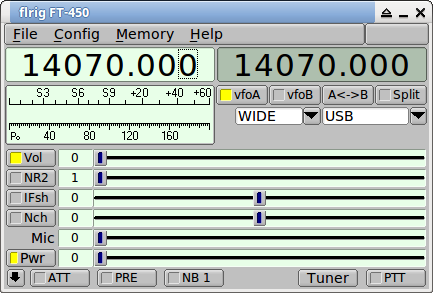 flrig FT-450
File Config Memory Help
14070.000 14070.000
S3 S6 S9 +20 +40 +60
Po 40 80 120 160
vfoA vfoB A<->B Split
WIDE USB
Vol 0
NR2 1
IFsh 0
Nch 0
Mic 0
Pwr 0
ATT PRE NB 1 Tuner PTT